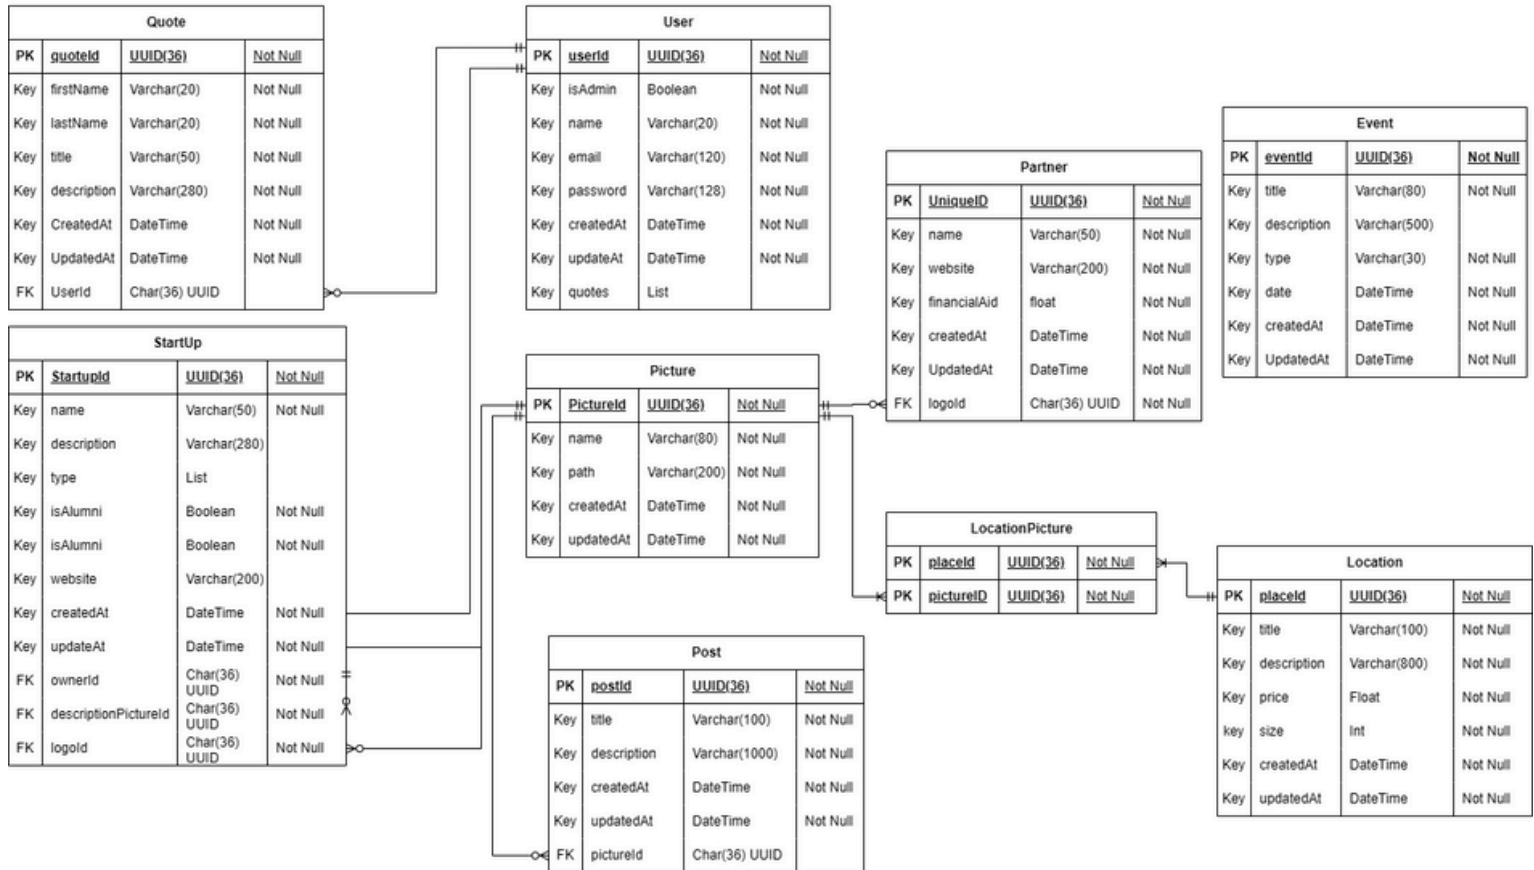 Quote
PK quoteId UUID(36) Not Null
Key firstName Varchar(20) Not Null
Key lastName Varchar(20) Not Null
Key title Varchar(50) Not Null
Key description Varchar(280) Not Null
Key CreatedAt DateTime Not Null
Key UpdatedAt DateTime Not Null
FK UserId Char(36) UUID
User
PK userId UUID(36) Not Null
Key isAdmin Boolean Not Null
Key name Varchar(20) Not Null
Key email Varchar(120) Not Null
Key password Varchar(128) Not Null
Key createdAt DateTime Not Null
Key updateAt DateTime Not Null
Key quotes List
Partner
PK UniqueID UUID(36) Not Null
Key name Varchar(50) Not Null
Key website Varchar(200) Not Null
Key financialAid float Not Null
Key createdAt DateTime Not Null
Key UpdatedAt DateTime Not Null
FK logoId Char(36) UUID Not Null
Event
PK eventId UUID(36) Not Null
Key title Varchar(80) Not Null
Key description Varchar(500)
Key type Varchar(30) Not Null
Key date DateTime Not Null
Key createdAt DateTime Not Null
Key UpdatedAt DateTime Not Null
StartUp
PK StartupId UUID(36) Not Null
Key name Varchar(50) Not Null
Key description Varchar(280)
Key type List
Key isAlumni Boolean Not Null
Key isAlumni Boolean Not Null
Key website Varchar(200)
Key createdAt DateTime Not Null
Key updateAt DateTime Not Null
FK ownerId Char(36) UUID Not Null
FK descriptionPictureId Char(36) UUID Not Null
FK logoId Char(36) UUID Not Null
Picture
PK PictureId UUID(36) Not Null
Key name Varchar(80) Not Null
Key path Varchar(200) Not Null
Key createdAt DateTime Not Null
Key updatedAt DateTime Not Null
LocationPicture
PK placeId UUID(36) Not Null
PK pictureID UUID(36) Not Null
Location
PK placeId UUID(36) Not Null
Key title Varchar(100) Not Null
Key description Varchar(800) Not Null
Key price Float Not Null
key size Int Not Null
Key createdAt DateTime Not Null
Key updatedAt DateTime Not Null
Post
PK postId UUID(36) Not Null
Key title Varchar(100) Not Null
Key description Varchar(1000) Not Null
Key createdAt DateTime Not Null
Key updatedAt DateTime Not Null
FK pictureId Char(36) UUID